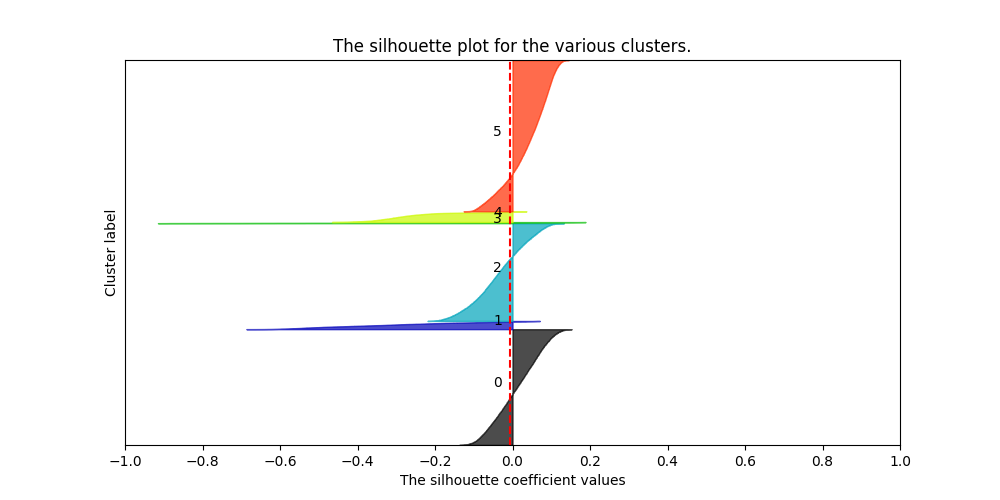 The silhouette plot for the various clusters.
Cluster label
5
4
3
2
1
0
−1.0 −0.8 −0.6 −0.4 −0.2 0.0 0.2 0.4 0.6 0.8 1.0
The silhouette coefficient values